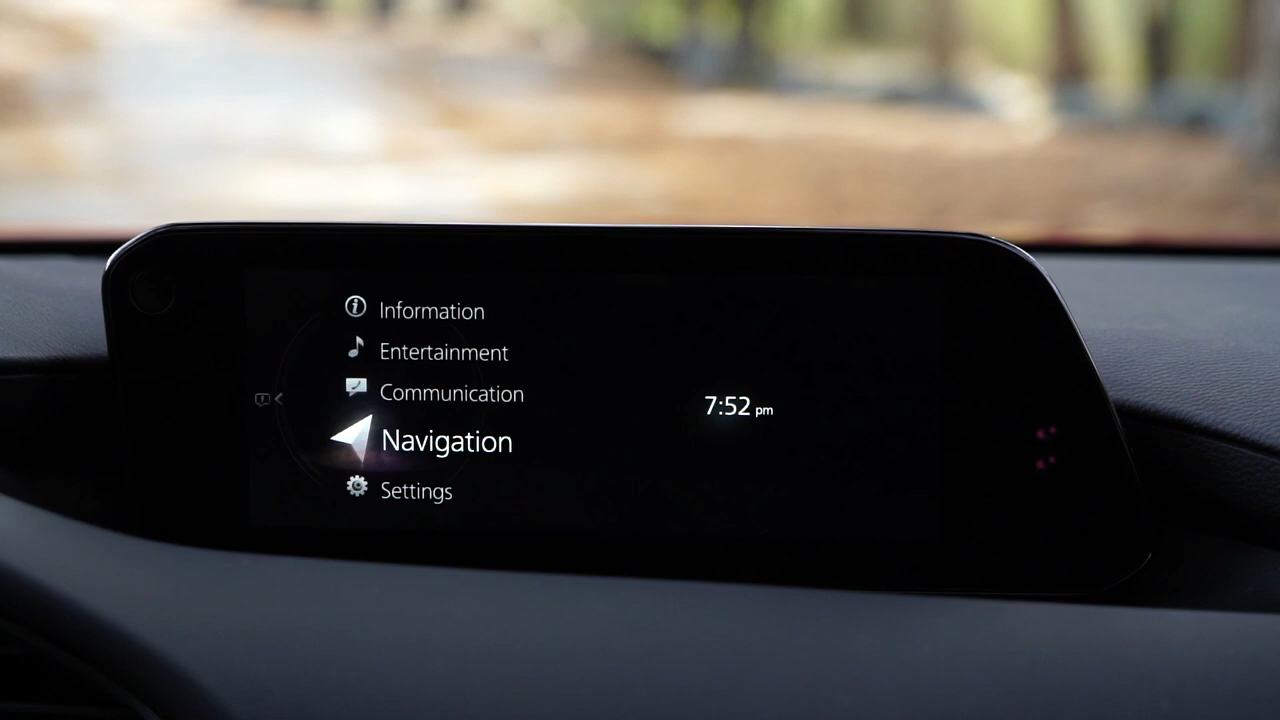 Information
Entertainment
Communication
7:52 pm
Navigation
Settings